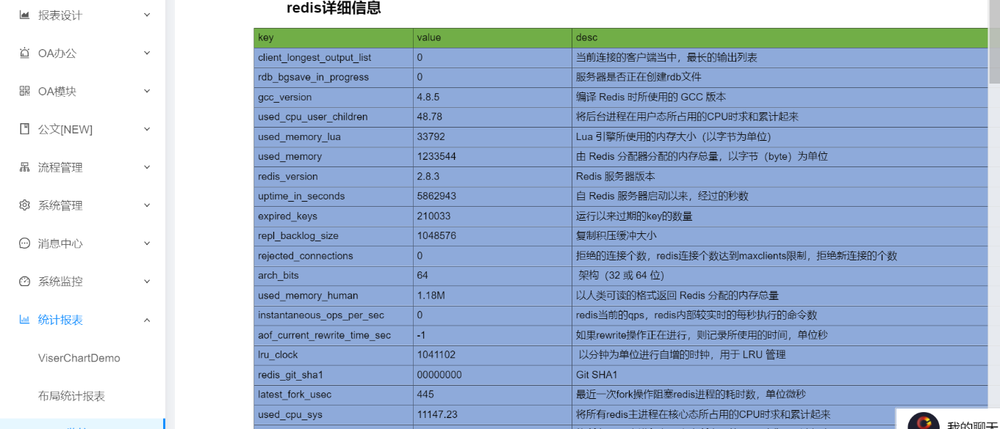 redis详细信息
报表设计
OA办公
OA模块
公文[NEW]
流程管理
系统管理
消息中心
系统监控
统计报表
ViserChartDemo
布局统计报表
key value desc
client_longest_output_list 0 当前连接的客户端当中，最长的输出列表
rdb_bgsave_in_progress 0 服务器是否正在创建rdb文件
gcc_version 4.8.5 编译 Redis 时所使用的 GCC 版本
used_cpu_user_children 48.78 将后台进程在用户态所占用的CPU时求和累计起来
used_memory_lua 33792 Lua 引擎所使用的内存大小（以字节为单位）
used_memory 1233544 由 Redis 分配器分配的内存总量，以字节（byte）为单位
redis_version 2.8.3 Redis 服务器版本
uptime_in_seconds 5862943 自 Redis 服务器启动以来，经过的秒数
expired_keys 210033 运行以来过期的key的数量
repl_backlog_size 1048576 复制积压缓冲大小
rejected_connections 0 拒绝的连接个数，redis连接个数达到maxclients限制，拒绝新连接的个数
arch_bits 64 架构（32 或 64 位）
used_memory_human 1.18M 以人类可读的格式返回 Redis 分配的内存总量
instantaneous_ops_per_sec 0 redis当前的qps，redis内部较实时的每秒执行的命令数
aof_current_rewrite_time_sec -1 如果rewrite操作正在进行，则记录所使用的时间，单位秒
lru_clock 1041102 以分钟为单位进行自增的时钟，用于 LRU 管理
redis_git_sha1 00000000 Git SHA1
latest_fork_usec 445 最近一次fork操作阻塞redis进程的耗时数，单位微秒
used_cpu_sys 11147.23 将所有redis主进程在核心态所占用的CPU时求和累计起来
我的聊天